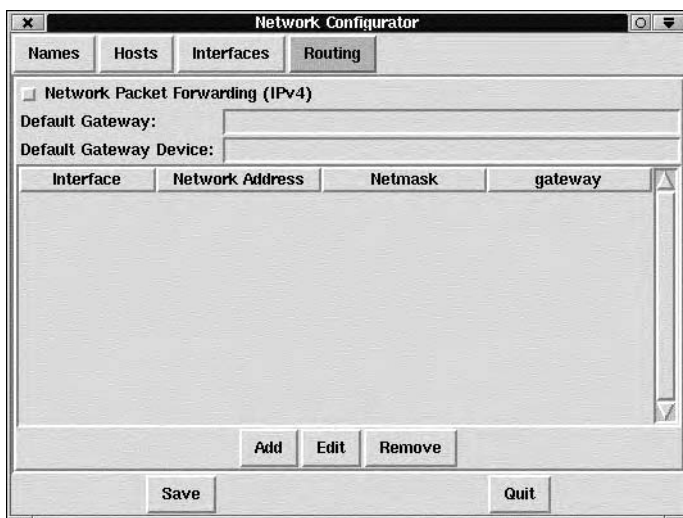 Network Configurator
Names Hosts Interfaces Routing
Network Packet Forwarding (IPv4)
Default Gateway:
Default Gateway Device:
Interface Network Address Netmask gateway
Add Edit Remove
Save Quit